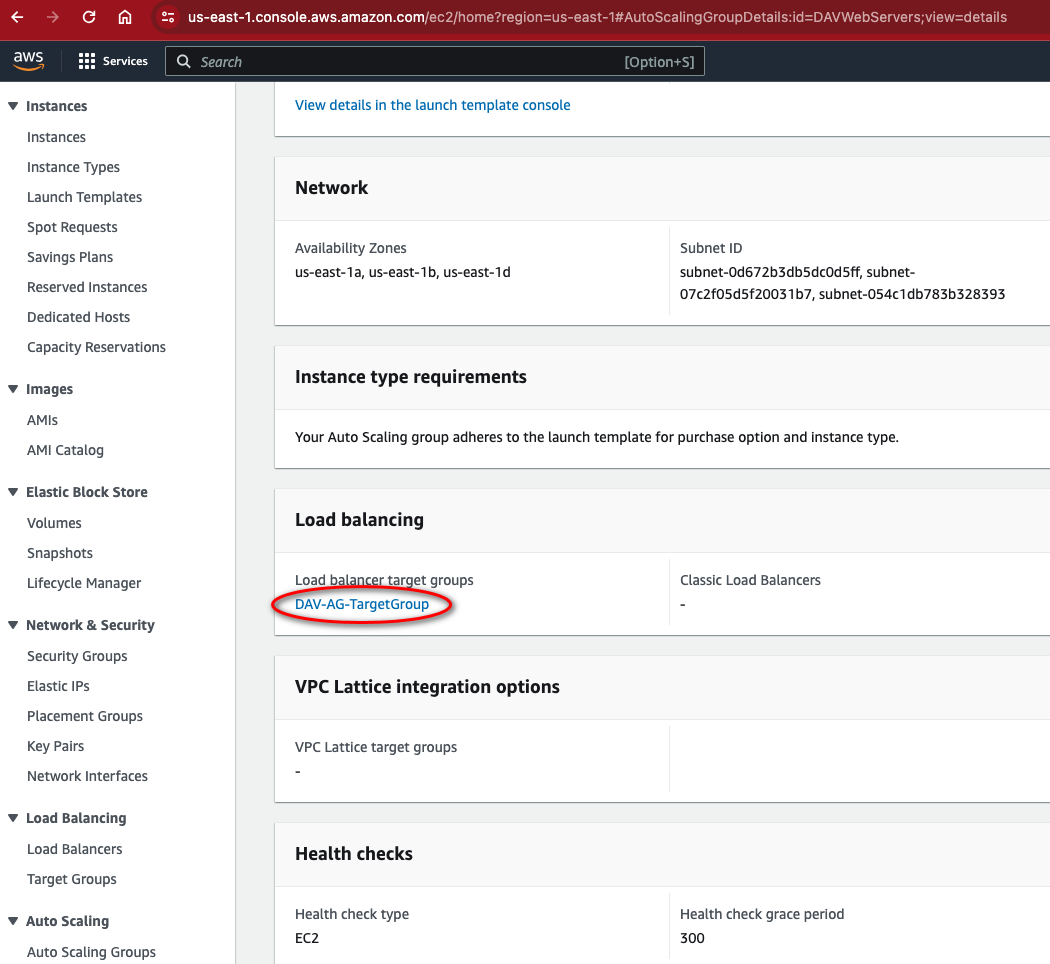 us-east-1.console.aws.amazon.com/ec2/home?region=us-east-1#AutoScalingGroupDetails:id=DAVWebServers;view=details
aws
Services
Search
[Option+S]
Instances
Instances
Instance Types
Launch Templates
Spot Requests
Savings Plans
Reserved Instances
Dedicated Hosts
Capacity Reservations
Images
AMIs
AMI Catalog
Elastic Block Store
Volumes
Snapshots
Lifecycle Manager
Network & Security
Security Groups
Elastic IPs
Placement Groups
Key Pairs
Network Interfaces
Load Balancing
Load Balancers
Target Groups
Auto Scaling
Auto Scaling Groups
View details in the launch template console
Network
Availability Zones
us-east-1a, us-east-1b, us-east-1d
Subnet ID
subnet-0d672b3db5dc0d5ff, subnet-
07c2f05d5f20031b7, subnet-054c1db783b328393
Instance type requirements
Your Auto Scaling group adheres to the launch template for purchase option and instance type.
Load balancing
Load balancer target groups
DAV-AG-TargetGroup
Classic Load Balancers
-
VPC Lattice integration options
VPC Lattice target groups
-
Health checks
Health check type
EC2
Health check grace period
300